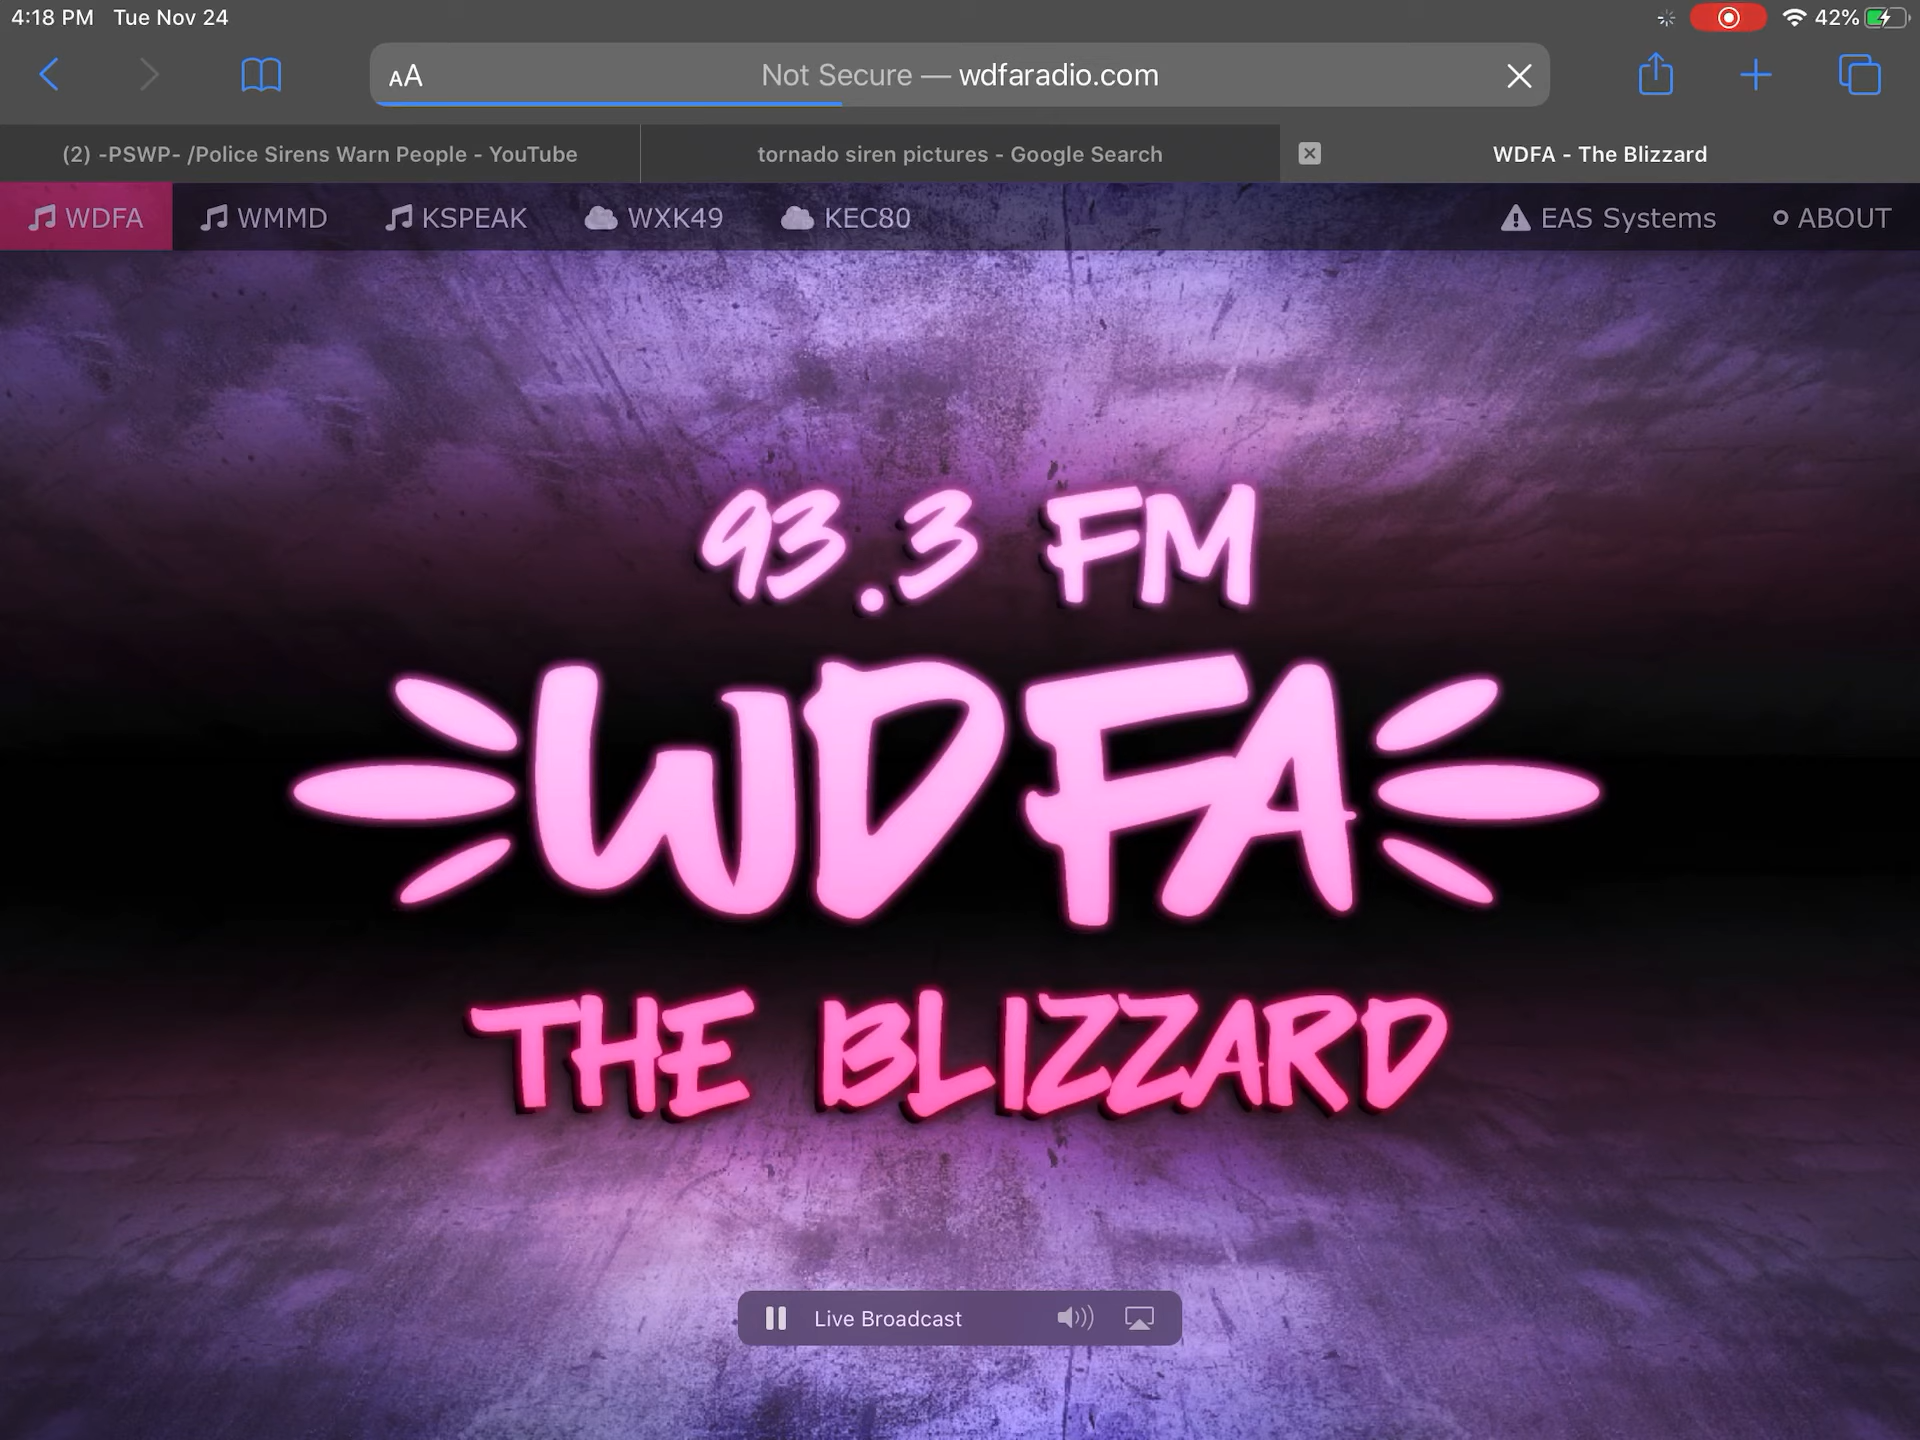 4:18 PM Tue Nov 24 42%
AA Not Secure — wdfaradio.com
(2) -PSWP- /Police Sirens Warn People - YouTube tornado siren pictures - Google Search WDFA - The Blizzard
WDFA WMMD KSPEAK WXK49 KEC80 EAS Systems ABOUT
93.3 FM
WDFA
THE BLIZZARD
Live Broadcast